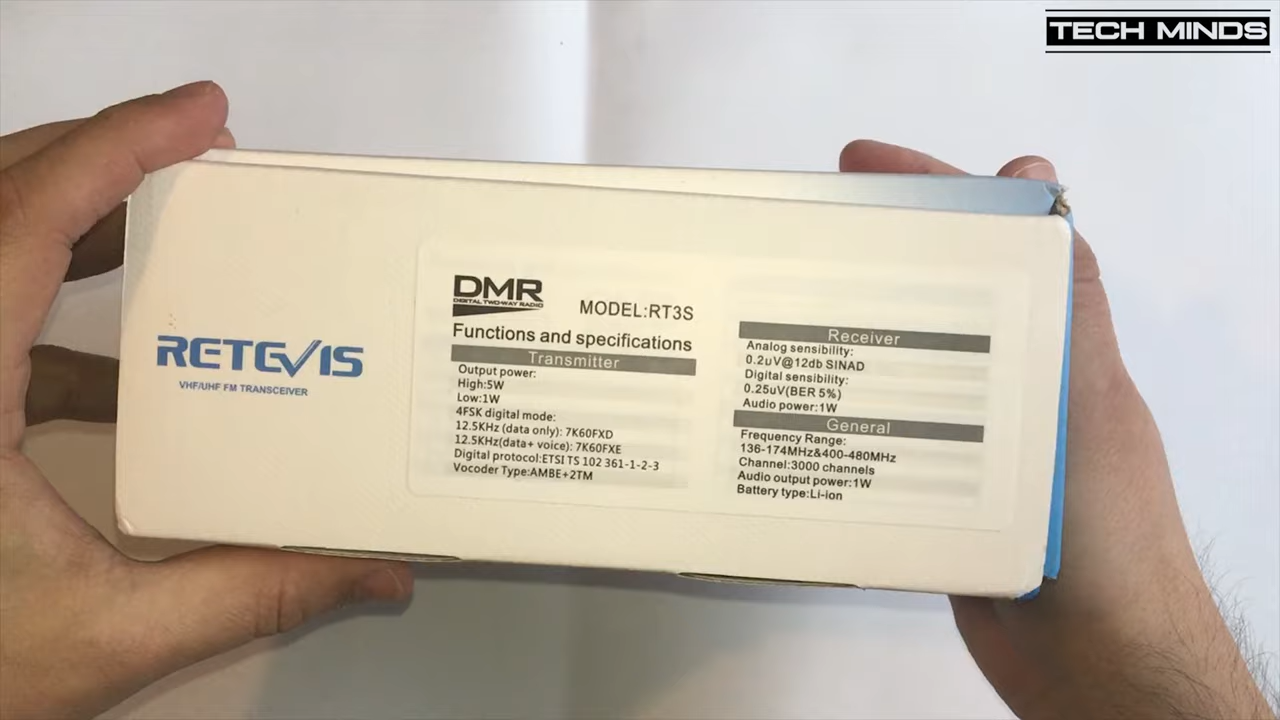 TECH MINDS
RETEVIS
VHF/UHF FM TRANSCEIVER
DMR
DIGITAL TWO-WAY RADIO
MODEL:RT3S
Functions and specifications
Transmitter
Output power:
High:5W
Low:1W
4FSK digital mode:
12.5KHz (data only): 7K60FXD
12.5KHz(data+ voice): 7K60FXE
Digital protocol:ETSI TS 102 361-1-2-3
Vocoder Type:AMBE+2TM
Receiver
Analog sensibility:
0.2uV@12db SINAD
Digital sensibility:
0.25uV(BER 5%)
Audio power:1W
General
Frequency Range:
136-174MHz&400-480MHz
Channel:3000 channels
Audio output power:1W
Battery type:Li-ion